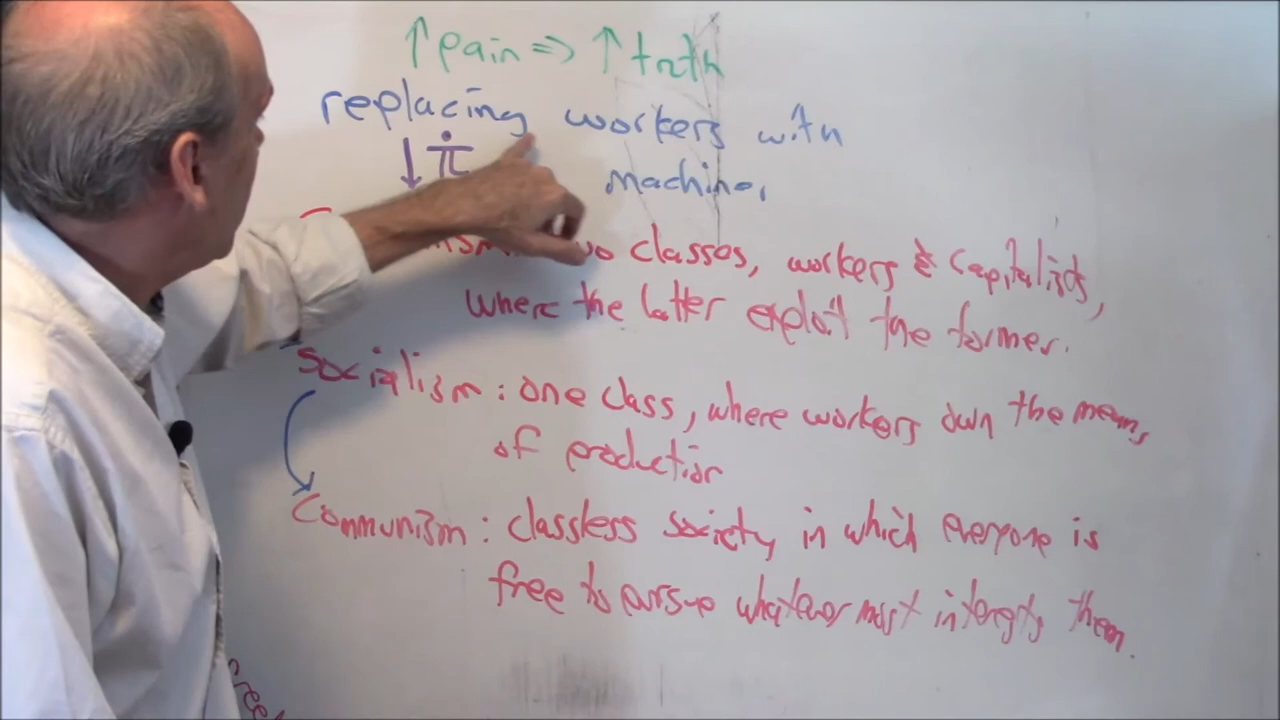 ↑ pain ⇒ ↑ truth
replacing workers with
↓ π
machines
classes, workers & capitalists,
where the latter exploit the former.
Socialism: one class, where workers own the means
of production
Communism: classless society in which everyone is
free to pursue whatever most interests them.